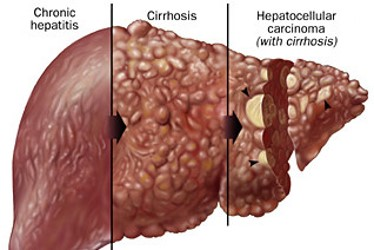 Chronic
hepatitis
Cirrhosis
Hepatocellular
carcinoma
(with cirrhosis)